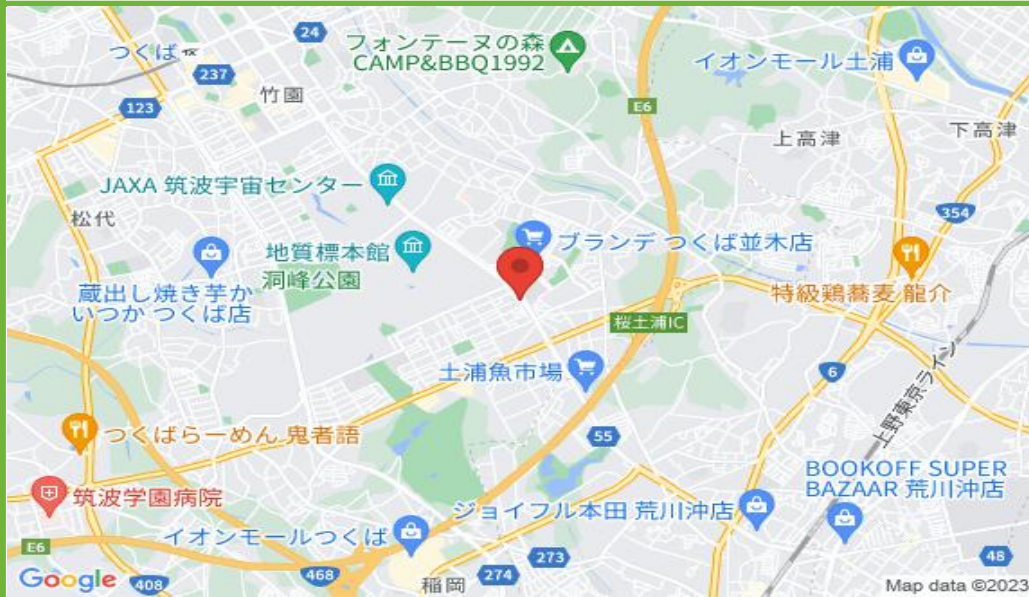 24
フォンテーヌの森
CAMP&BBQ1992
つくば
イオンモール土浦
237
竹園
123
E6
上高津
下高津
JAXA 筑波宇宙センター
松代
354
地質標本館
ブランデ つくば並木店
洞峰公園
蔵出し焼き芋か
いつか つくば店
特級鶏蕎麦 龍介
桜土浦IC
土浦魚市場
6
上野東京ライン
つくばらーめん 鬼者語
55
筑波学園病院
BOOKOFF SUPER
BAZAAR 荒川沖店
ジョイフル本田 荒川沖店
イオンモールつくば
E6
273
48
468
274
稲岡
408
Google
Map data ©2023